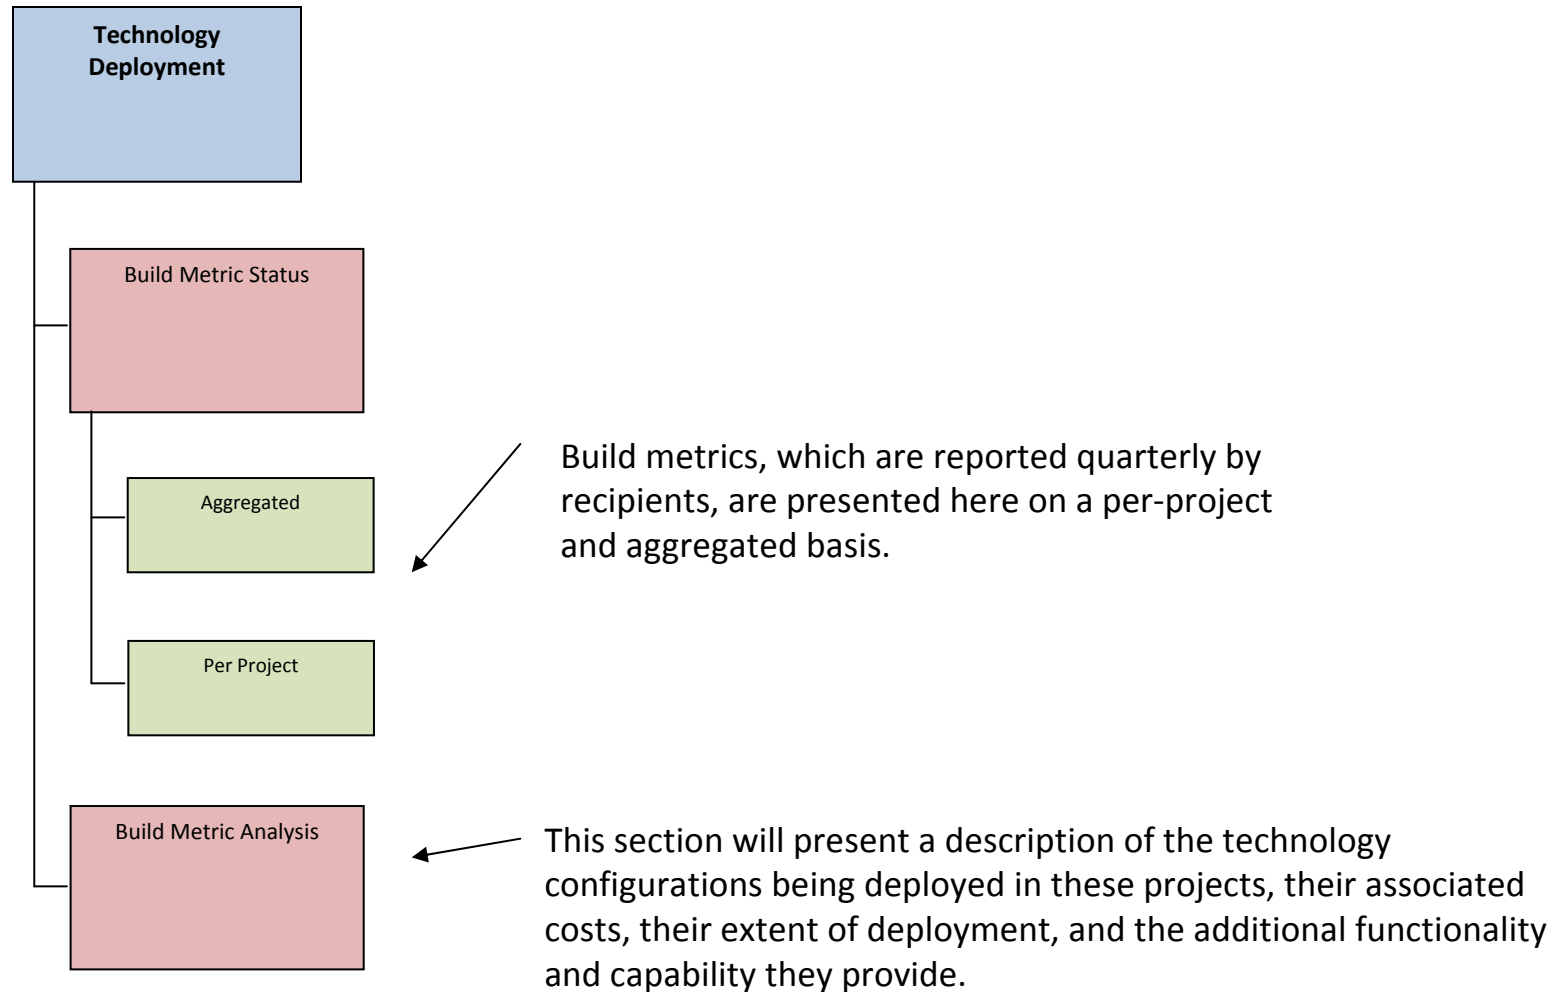 Technology
Deployment
Build Metric Status
Aggregated
Build metrics, which are reported quarterly by
recipients, are presented here on a per-project
and aggregated basis.
Per Project
Build Metric Analysis
This section will present a description of the technology
configurations being deployed in these projects, their associated
costs, their extent of deployment, and the additional functionality
and capability they provide.